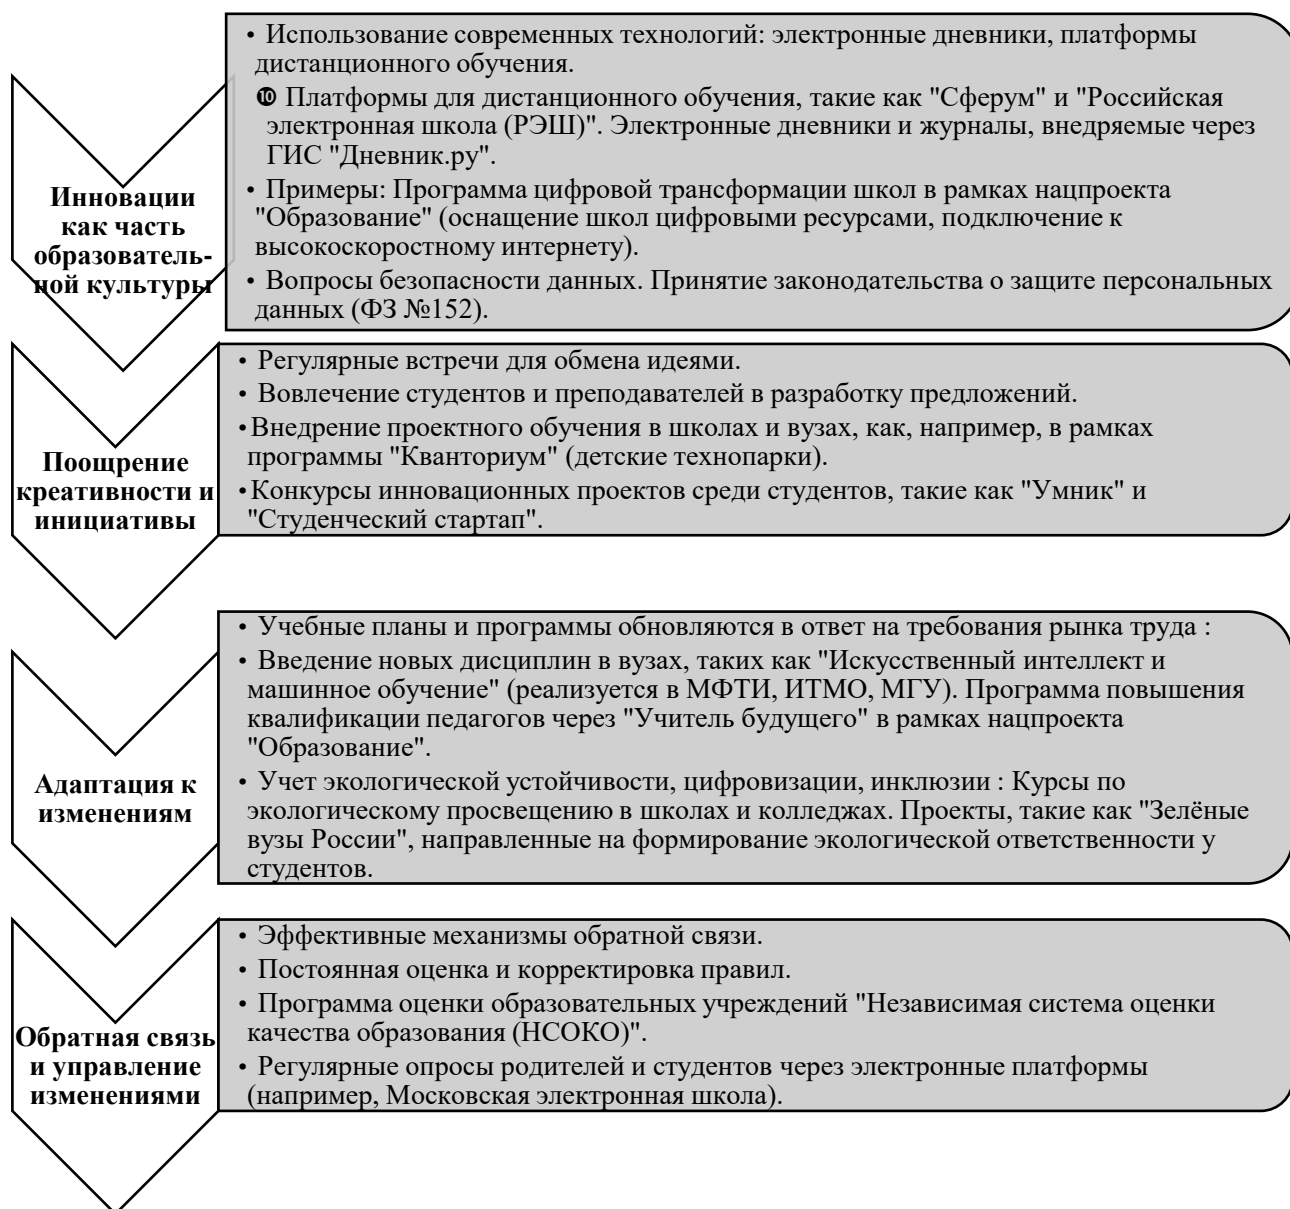 • Использование современных технологий: электронные дневники, платформы
дистанционного обучения.
❿ Платформы для дистанционного обучения, такие как "Сферум" и "Российская
электронная школа (РЭШ)". Электронные дневники и журналы, внедряемые через
ГИС "Дневник.ру".
• Примеры: Программа цифровой трансформации школ в рамках нацпроекта
"Образование" (оснащение школ цифровыми ресурсами, подключение к
высокоскоростному интернету).
• Вопросы безопасности данных. Принятие законодательства о защите персональных
данных (ФЗ №152).
Инновации
как часть
образователь-
ной культуры
• Регулярные встречи для обмена идеями.
• Вовлечение студентов и преподавателей в разработку предложений.
•Внедрение проектного обучения в школах и вузах, как, например, в рамках
программы "Кванториум" (детские технопарки).
•Конкурсы инновационных проектов среди студентов, такие как "Умник" и
"Студенческий стартап".
Поощрение
креативности и
инициативы
• Учебные планы и программы обновляются в ответ на требования рынка труда :
• Введение новых дисциплин в вузах, таких как "Искусственный интеллект и
машинное обучение" (реализуется в МФТИ, ИТМО, МГУ). Программа повышения
квалификации педагогов через "Учитель будущего" в рамках нацпроекта
"Образование".
• Учет экологической устойчивости, цифровизации, инклюзии : Курсы по
экологическому просвещению в школах и колледжах. Проекты, такие как "Зелёные
вузы России", направленные на формирование экологической ответственности у
студентов.
Адаптация к
изменениям
• Эффективные механизмы обратной связи.
• Постоянная оценка и корректировка правил.
• Программа оценки образовательных учреждений "Независимая система оценки
качества образования (НСОКО)".
• Регулярные опросы родителей и студентов через электронные платформы
(например, Московская электронная школа).
Обратная связь
и управление
изменениями